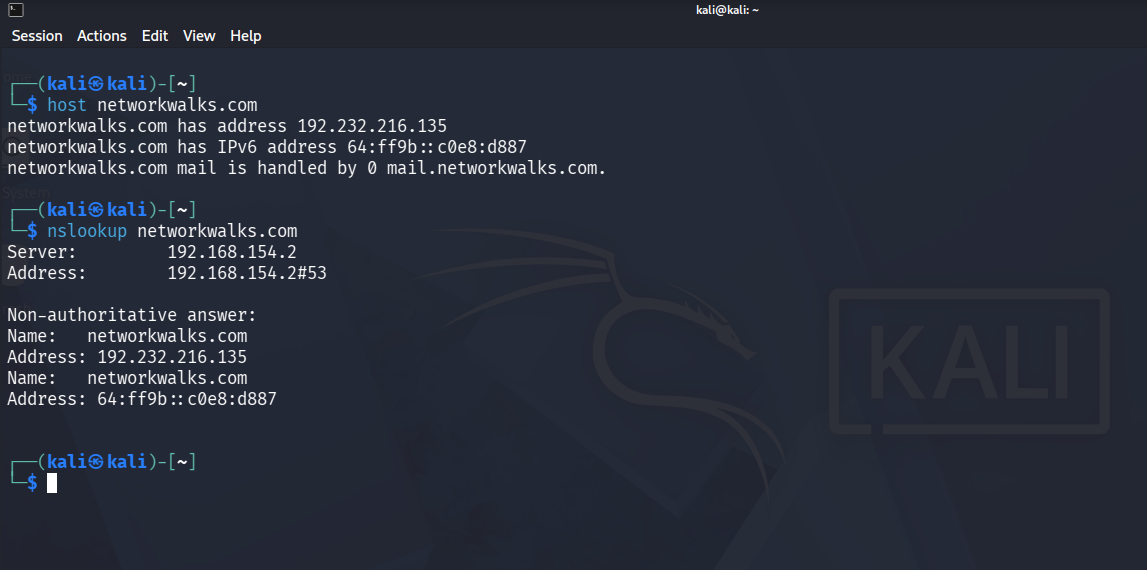 kali@kali: ~
Session Actions Edit View Help
┌──(kali㉿kali)-[~]
└─$ host networkwalks.com
networkwalks.com has address 192.232.216.135
networkwalks.com has IPv6 address 64:ff9b::c0e8:d887
networkwalks.com mail is handled by 0 mail.networkwalks.com.
System
┌──(kali㉿kali)-[~]
└─$ nslookup networkwalks.com
Server: 192.168.154.2
Address: 192.168.154.2#53
Non-authoritative answer:
Name: networkwalks.com
Address: 192.232.216.135
Name: networkwalks.com
Address: 64:ff9b::c0e8:d887
KALI
┌──(kali㉿kali)-[~]
└─$